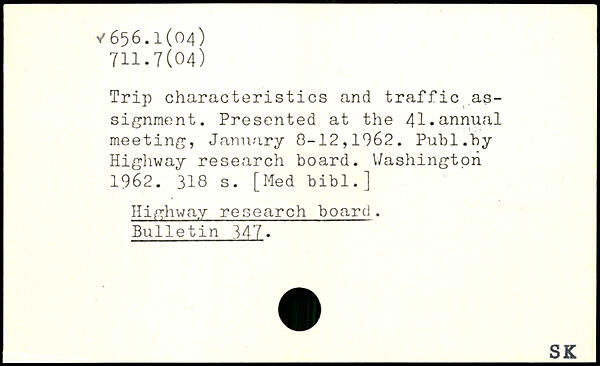 ✓656.1(04)
711.7(04)
Trip characteristics and traffic as-
signment. Presented at the 41.annual
meeting, January 8-12,1962. Publ.by
Highway research board. Washington
1962. 318 s. [Med bibl.]
Highway research board.
Bulletin 347.
SK